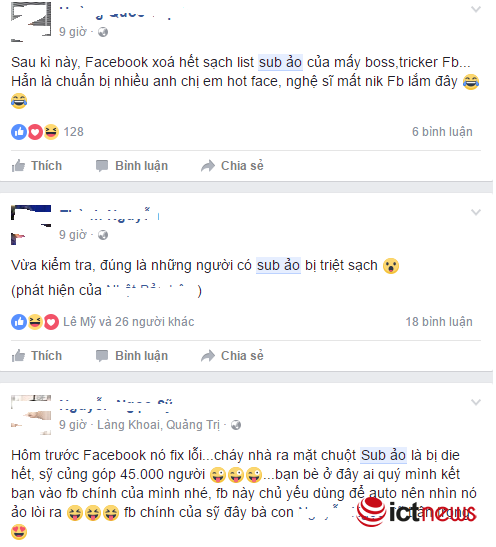 9 giờ ·
Sau kì này, Facebook xoá hết sạch list sub ảo của mấy boss,tricker Fb...
Hẳn là chuẩn bị nhiều anh chị em hot face, nghệ sĩ mất nik Fb lắm đây 😂
😂
128
6 bình luận
Thích Bình luận Chia sẻ
9 giờ ·
Vừa kiểm tra, đúng là những người có sub ảo bị triệt sạch 😮
(phát hiện của )
Lê Mỹ và 26 người khác
18 bình luận
Thích Bình luận Chia sẻ
9 giờ · Làng Khoai, Quảng Trị ·
Hôm trước Facebook nó fix lỗi...cháy nhà ra mặt chuột Sub ảo là bị die
hết, sỹ củng góp 45.000 người 😜😜😜...bạn bè ở đây ai quý mình kết
bạn vào fb chính của mình nhé, fb này chủ yếu dùng để auto nên nhìn nó
ảo lòi ra 😝😝😝 fb chính của sỹ đây bà con trọng
😍
ictnews